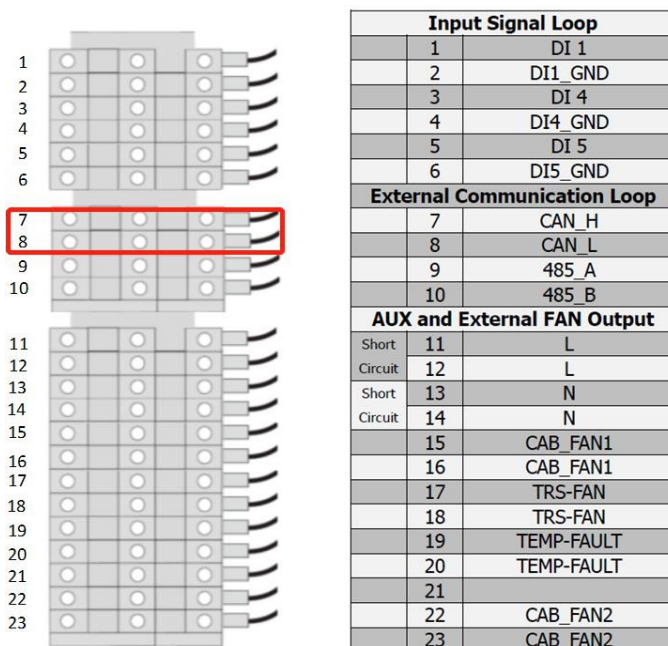 1
2
3
4
5
6
7
8
9
10
11
12
13
14
15
16
17
18
19
20
21
22
23
Input Signal Loop
1 DI 1
2 DI1_GND
3 DI 4
4 DI4_GND
5 DI 5
6 DI5_GND
External Communication Loop
7 CAN_H
8 CAN_L
9 485_A
10 485_B
AUX and External FAN Output
Short 11 L
Circuit 12 L
Short 13 N
Circuit 14 N
15 CAB_FAN1
16 CAB_FAN1
17 TRS-FAN
18 TRS-FAN
19 TEMP-FAULT
20 TEMP-FAULT
21
22 CAB_FAN2
23 CAB_FAN2